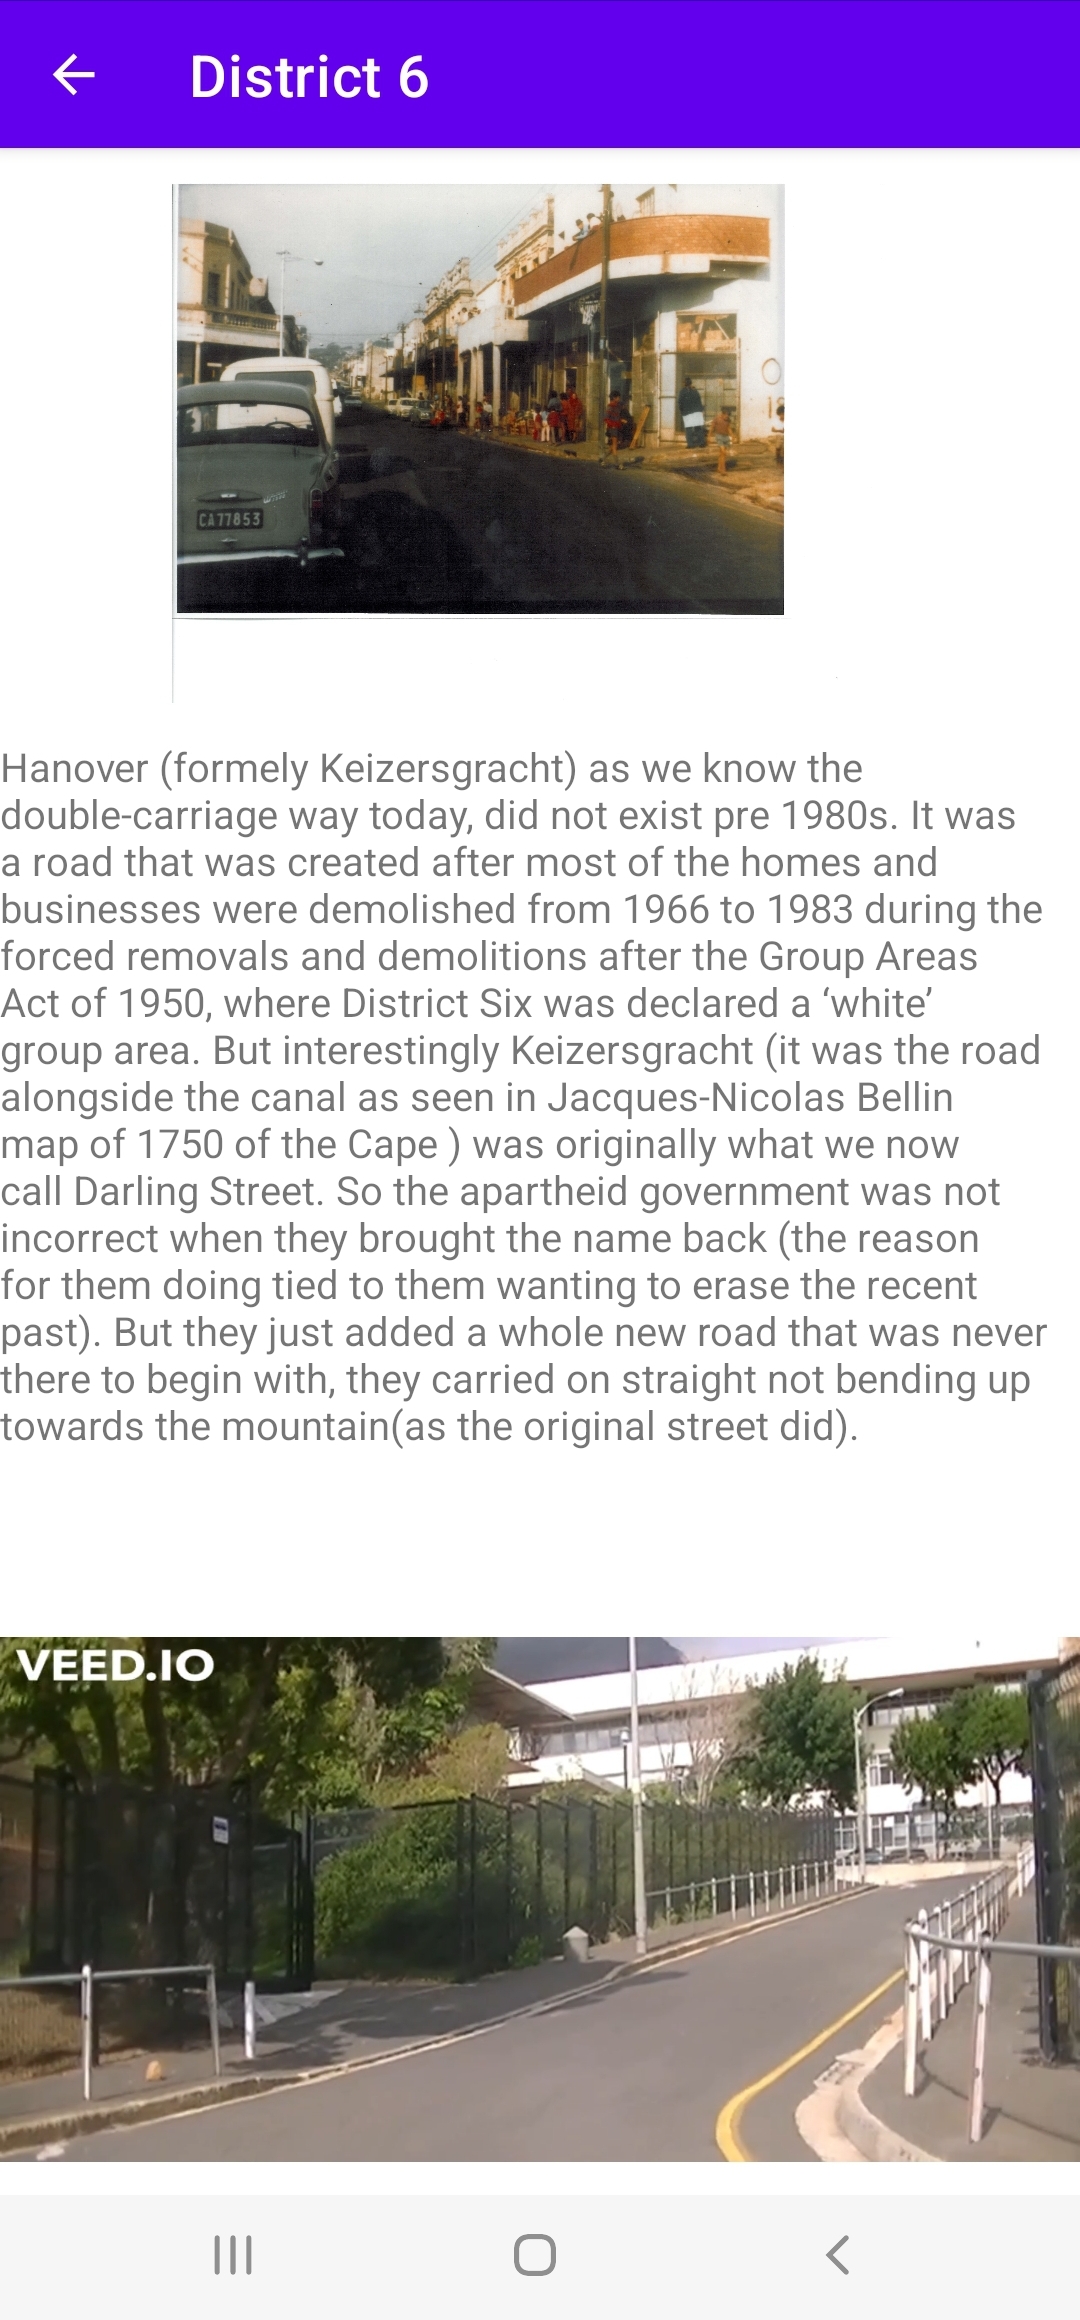 District 6
CA77853
Hanover (formely Keizersgracht) as we know the
double-carriage way today, did not exist pre 1980s. It was
a road that was created after most of the homes and
businesses were demolished from 1966 to 1983 during the
forced removals and demolitions after the Group Areas
Act of 1950, where District Six was declared a ‘white’
group area. But interestingly Keizersgracht (it was the road
alongside the canal as seen in Jacques-Nicolas Bellin
map of 1750 of the Cape ) was originally what we now
call Darling Street. So the apartheid government was not
incorrect when they brought the name back (the reason
for them doing tied to them wanting to erase the recent
past). But they just added a whole new road that was never
there to begin with, they carried on straight not bending up
towards the mountain(as the original street did).
VEED.IO